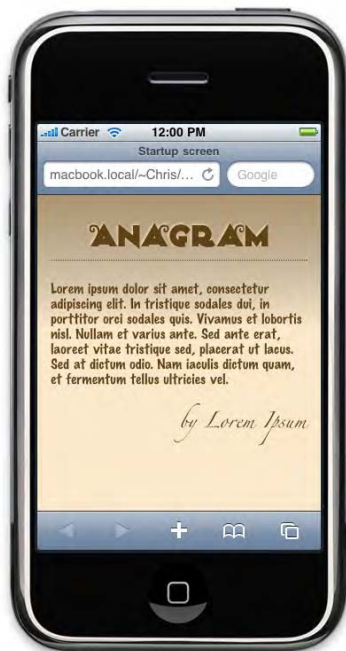 Carrier 12:00 PM
Startup screen
macbook.local/~Chris/... Google
ANAGRAM
Lorem ipsum dolor sit amet, consectetur
adipiscing elit. In tristique sodales dui, in
porttitor orci sodales quis. Vivamus et lobortis
nisl. Nullam et varius ante. Sed ante erat,
laoreet vitae tristique sed, placerat ut lacus.
Sed at dictum odio. Nam iaculis dictum quam,
et fermentum tellus ultricies vel.
by Lorem Ipsum